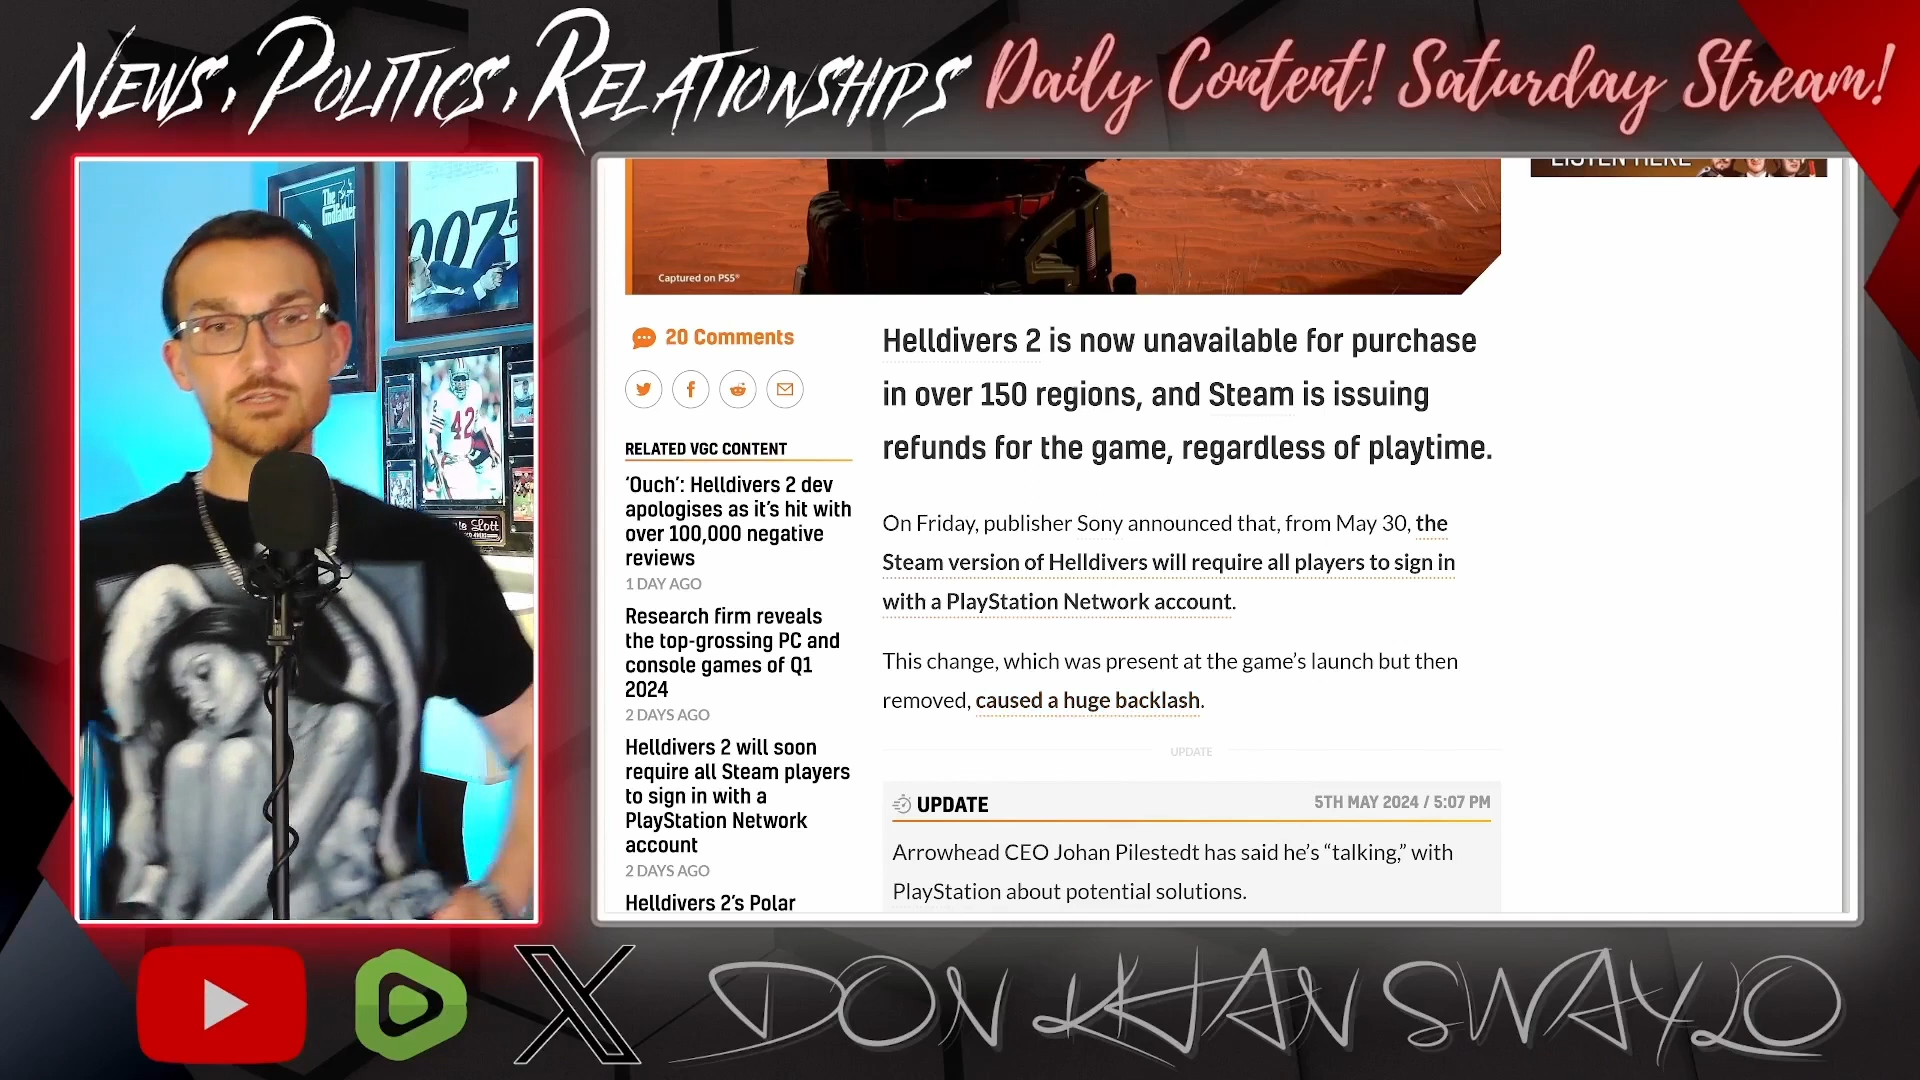 NEWS, POLITICS, RELATIONSHIPS Daily Content! Saturday Stream!
The Godfather
007
42
Lott
LISTEN HERE
Captured on PS5®
20 Comments
RELATED VGC CONTENT
‘Ouch’: Helldivers 2 dev
apologises as it’s hit with
over 100,000 negative
reviews
1 DAY AGO
Research firm reveals
the top-grossing PC and
console games of Q1
2024
2 DAYS AGO
Helldivers 2 will soon
require all Steam players
to sign in with a
PlayStation Network
account
2 DAYS AGO
Helldivers 2’s Polar
Helldivers 2 is now unavailable for purchase
in over 150 regions, and Steam is issuing
refunds for the game, regardless of playtime.
On Friday, publisher Sony announced that, from May 30, the
Steam version of Helldivers will require all players to sign in
with a PlayStation Network account.
This change, which was present at the game’s launch but then
removed, caused a huge backlash.
UPDATE
UPDATE 5TH MAY 2024 / 5:07 PM
Arrowhead CEO Johan Pilestedt has said he’s “talking,” with
PlayStation about potential solutions.
X DON KHAN SWAYLO